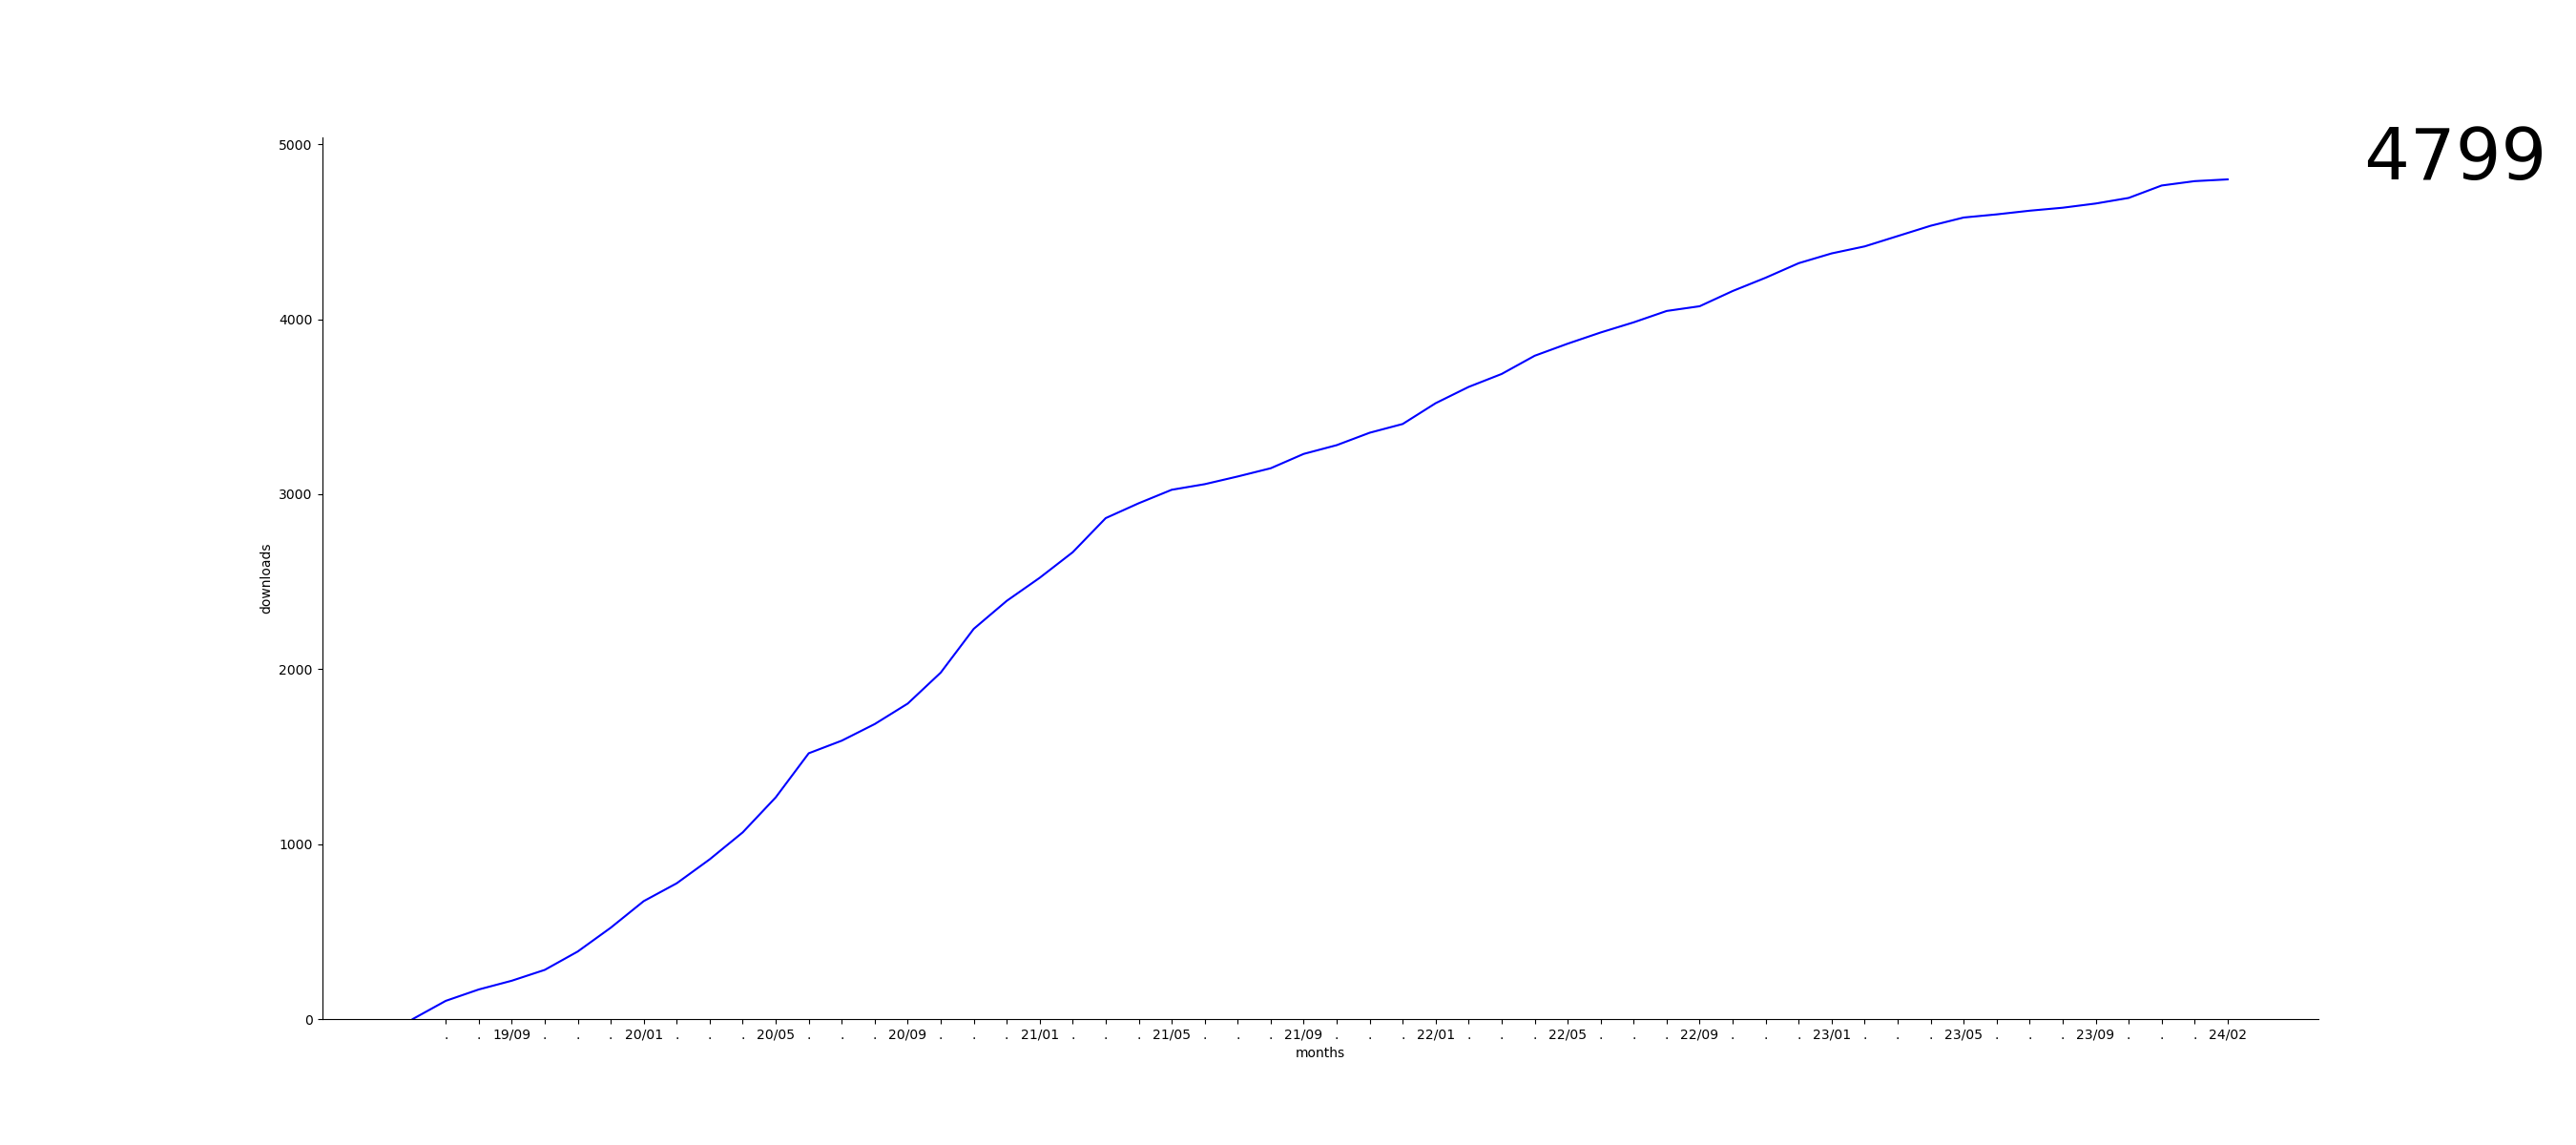 4799
5000
4000
3000
downloads
2000
1000
0
. . 19/09 . . . 20/01 . . . 20/05 . . . 20/09 . . . 21/01 . . . 21/05 . . . 21/09 . . . 22/01 . . . 22/05 . . . 22/09 . . . 23/01 . . . 23/05 . . . 23/09 . . . 24/02
months